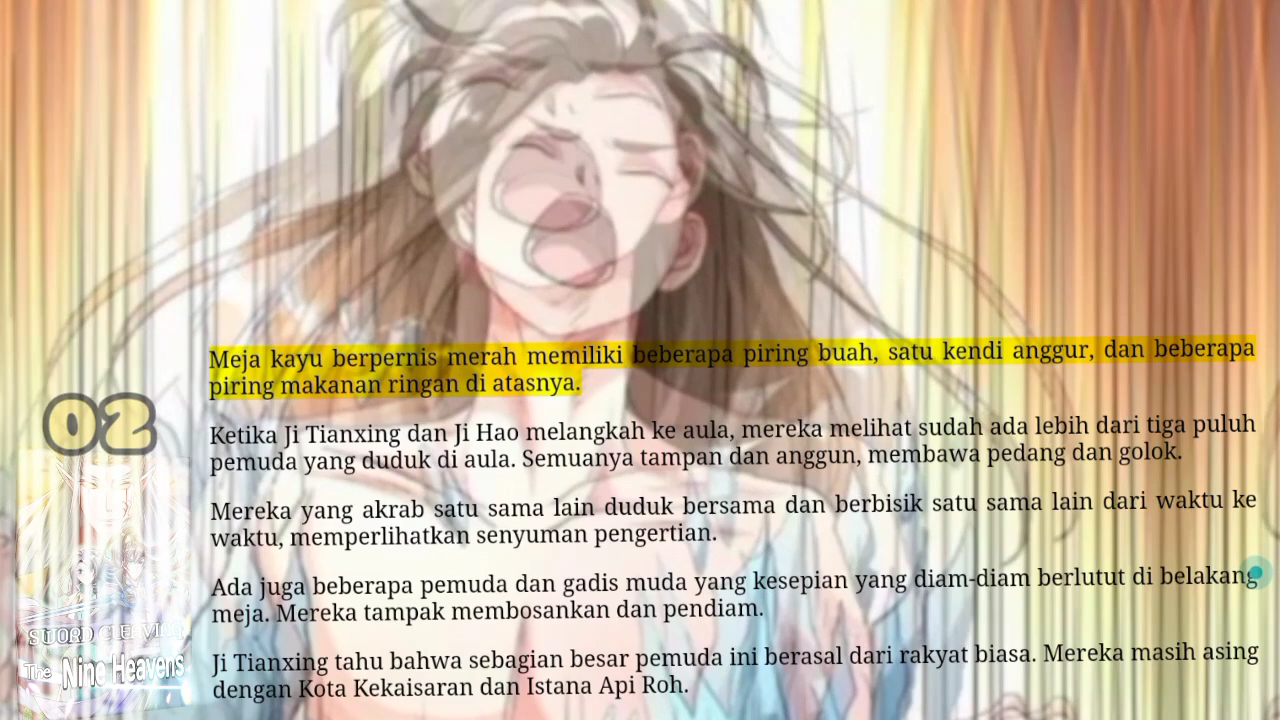 Meja kayu berpernis merah memiliki beberapa piring buah, satu kendi anggur, dan beberapa
piring makanan ringan di atasnya.
Ketika Ji Tianxing dan Ji Hao melangkah ke aula, mereka melihat sudah ada lebih dari tiga puluh
pemuda yang duduk di aula. Semuanya tampan dan anggun, membawa pedang dan golok.
Mereka yang akrab satu sama lain duduk bersama dan berbisik satu sama lain dari waktu ke
waktu, memperlihatkan senyuman pengertian.
Ada juga beberapa pemuda dan gadis muda yang kesepian yang diam-diam berlutut di belakang
meja. Mereka tampak membosankan dan pendiam.
Ji Tianxing tahu bahwa sebagian besar pemuda ini berasal dari rakyat biasa. Mereka masih asing
dengan Kota Kekaisaran dan Istana Api Roh.
02
The Nine Heavens